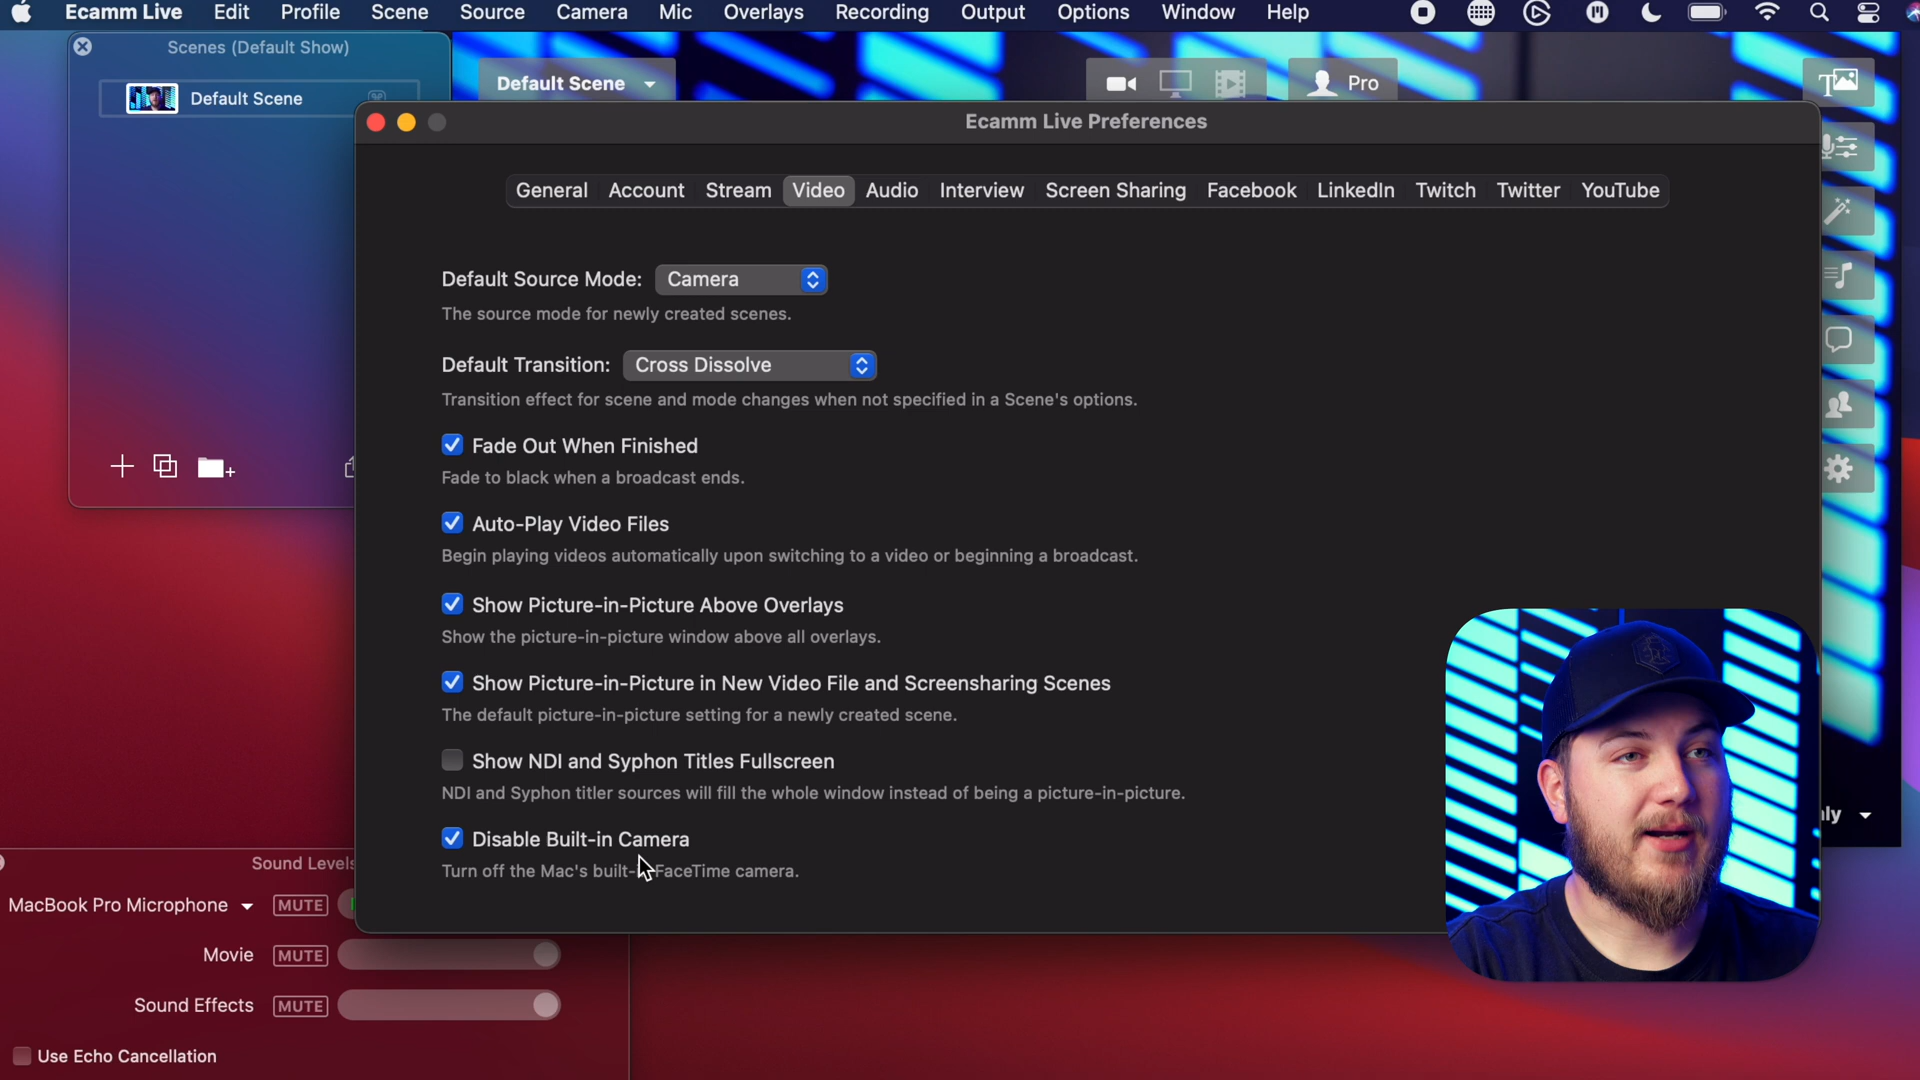 Ecamm Live Edit Profile Scene Source Camera Mic Overlays Recording Output Options Window Help
Scenes (Default Show)
Default Scene
Default Scene
Pro
Ecamm Live Preferences
General Account Stream Video Audio Interview Screen Sharing Facebook LinkedIn Twitch Twitter YouTube
Default Source Mode: Camera
The source mode for newly created scenes.
Default Transition: Cross Dissolve
Transition effect for scene and mode changes when not specified in a Scene's options.
Fade Out When Finished
Fade to black when a broadcast ends.
Auto-Play Video Files
Begin playing videos automatically upon switching to a video or beginning a broadcast.
Show Picture-in-Picture Above Overlays
Show the picture-in-picture window above all overlays.
Show Picture-in-Picture in New Video File and Screensharing Scenes
The default picture-in-picture setting for a newly created scene.
Show NDI and Syphon Titles Fullscreen
NDI and Syphon titler sources will fill the whole window instead of being a picture-in-picture.
Disable Built-in Camera
Turn off the Mac's built- FaceTime camera.
Sound Levels
MacBook Pro Microphone MUTE
Movie MUTE
Sound Effects MUTE
Use Echo Cancellation